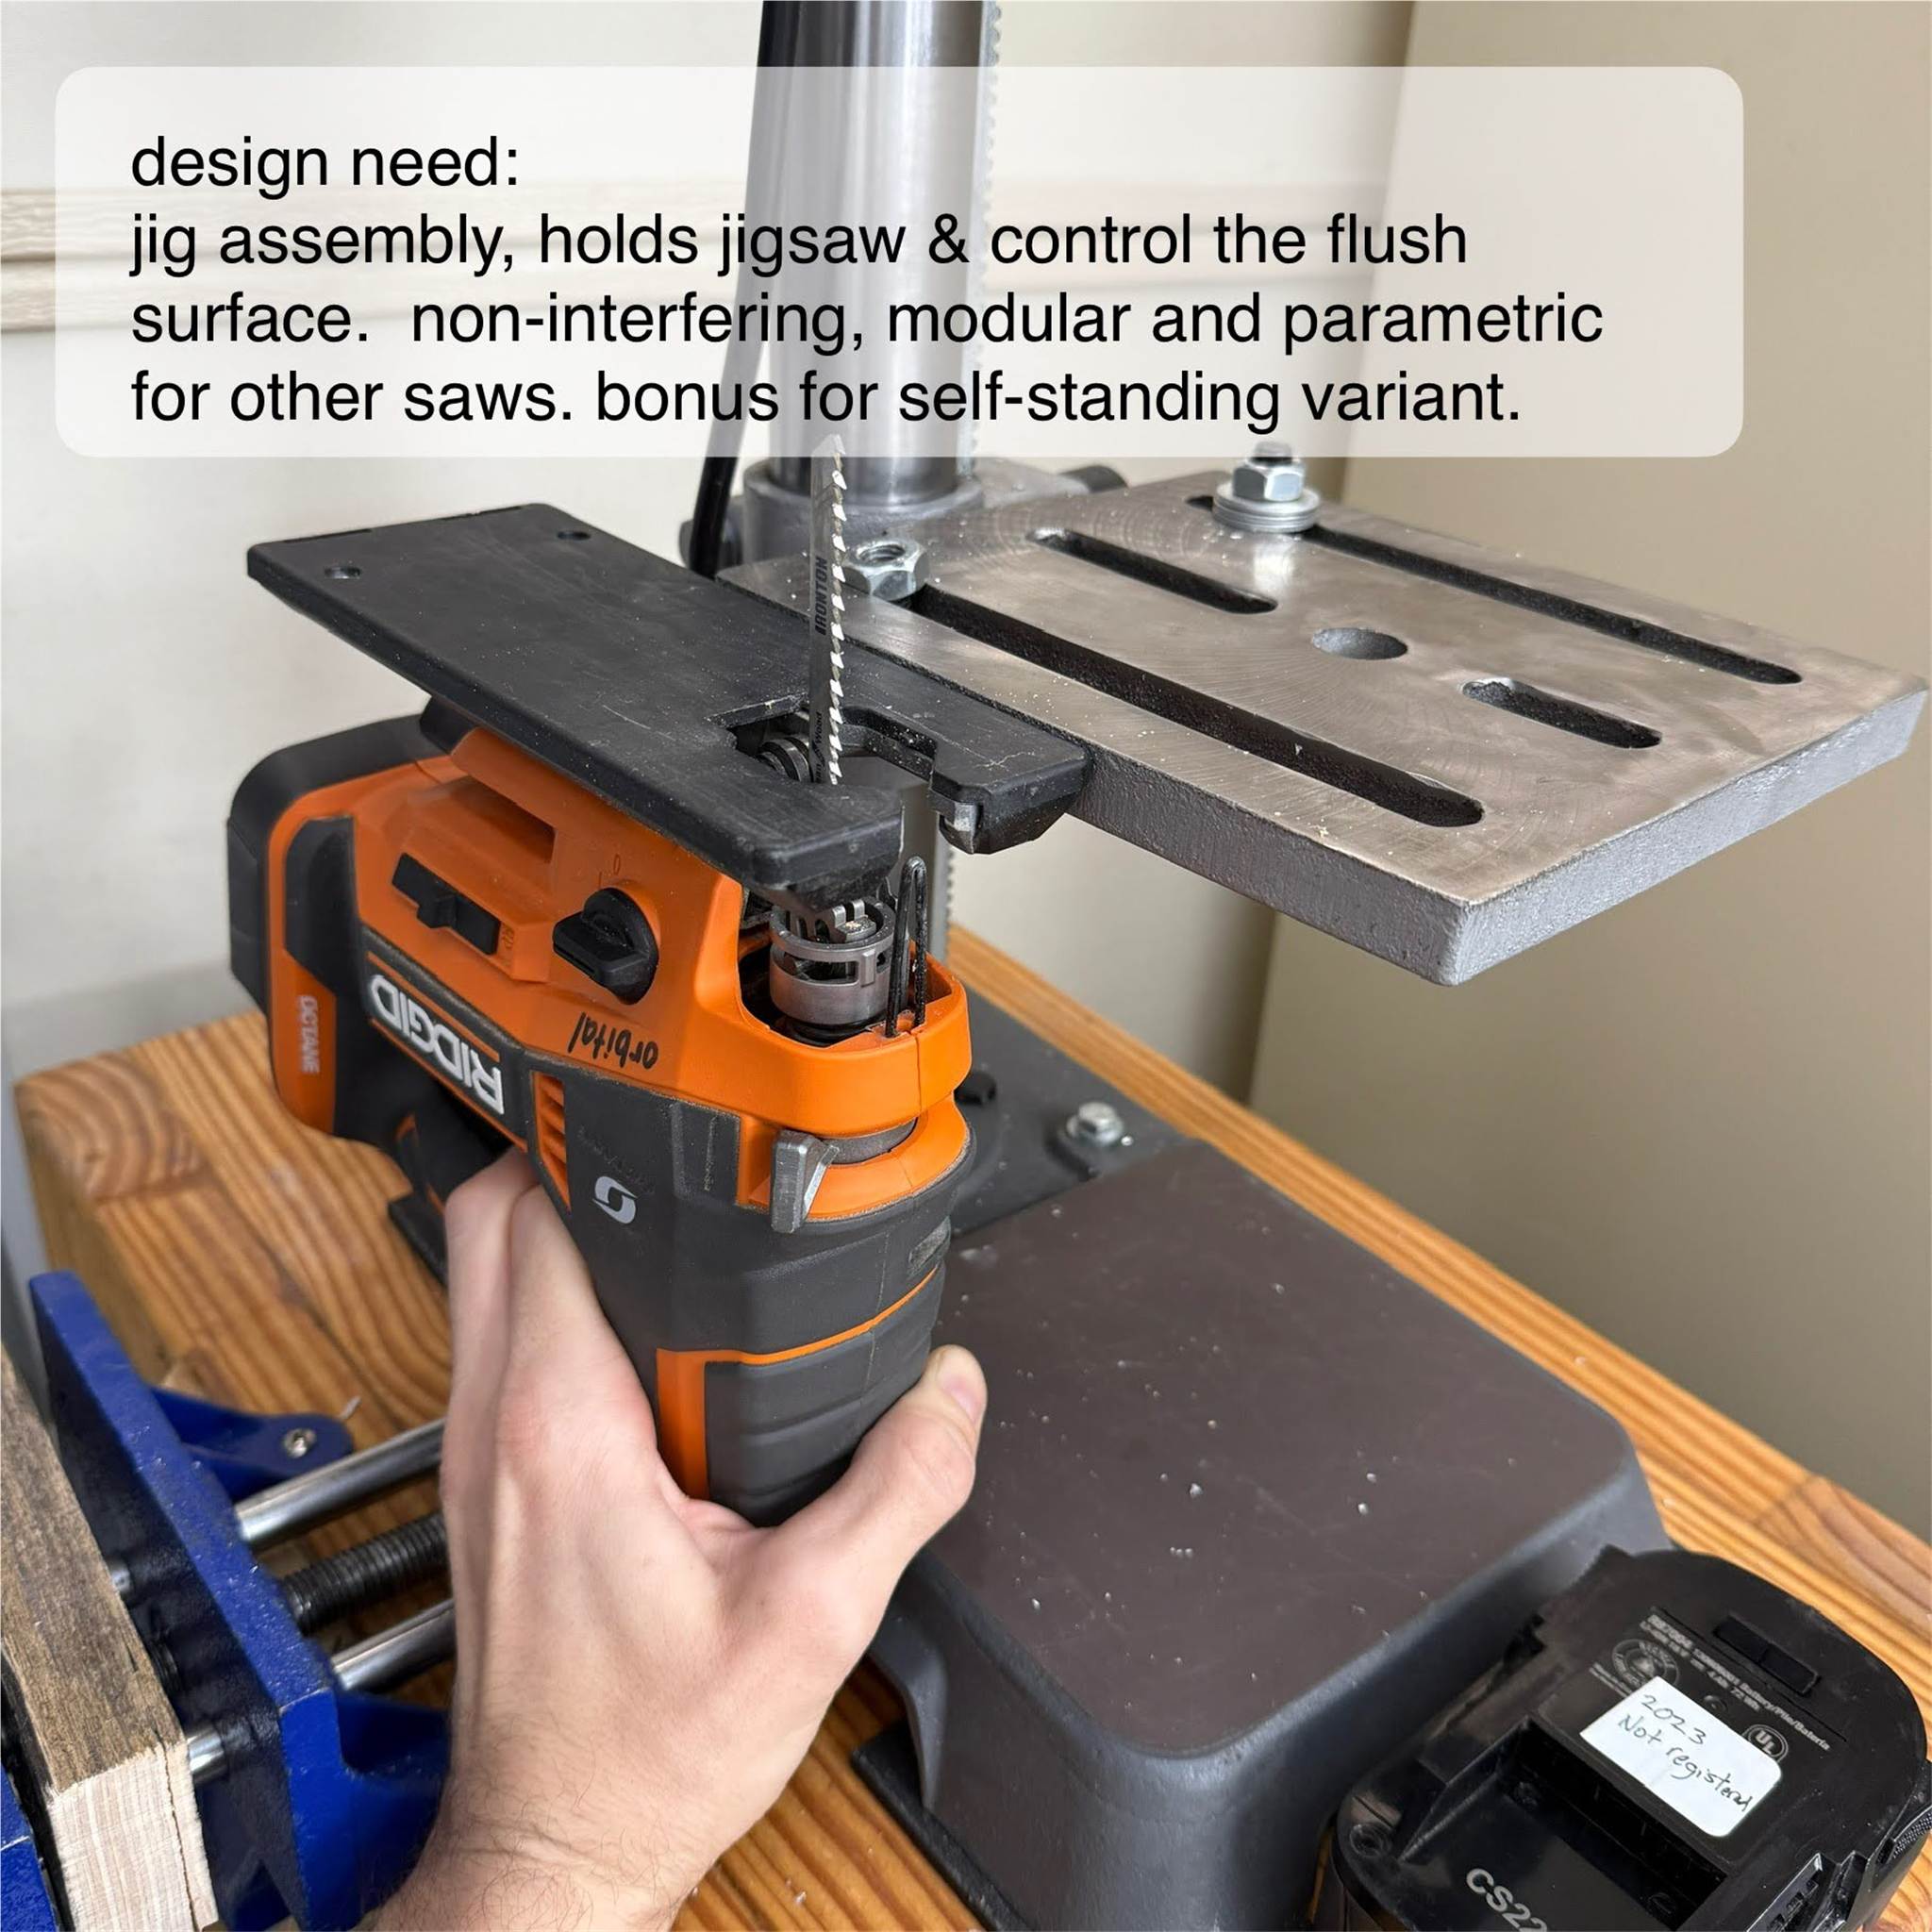 design need:
jig assembly, holds jigsaw & control the flush
surface.  non-interfering, modular and parametric
for other saws. bonus for self-standing variant.
IRONTON
RIDGID
OCTANE
orbital
2023
Not registered
UL
CS22